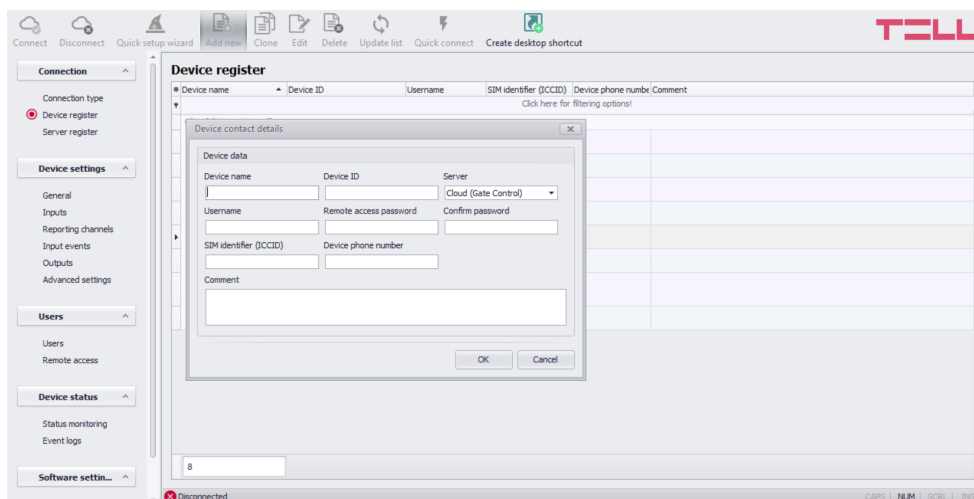 Connect Disconnect Quick setup wizard Add new Clone Edit Delete Update list Quick connect Create desktop shortcut
TELL
Connection
Connection type
Device register
Server register
Device settings
General
Inputs
Reporting channels
Input events
Outputs
Advanced settings
Users
Users
Remote access
Device status
Status monitoring
Event logs
Software settin...
Device register
Device name Device ID Username SIM identifier (ICCID) Device phone numbe Comment
Click here for filtering options!
Device contact details
Device data
Device name Device ID Server
Cloud (Gate Control)
Username Remote access password Confirm password
SIM identifier (ICCID) Device phone number
Comment
OK Cancel
8
Disconnected CAPS NUM SCRL INS